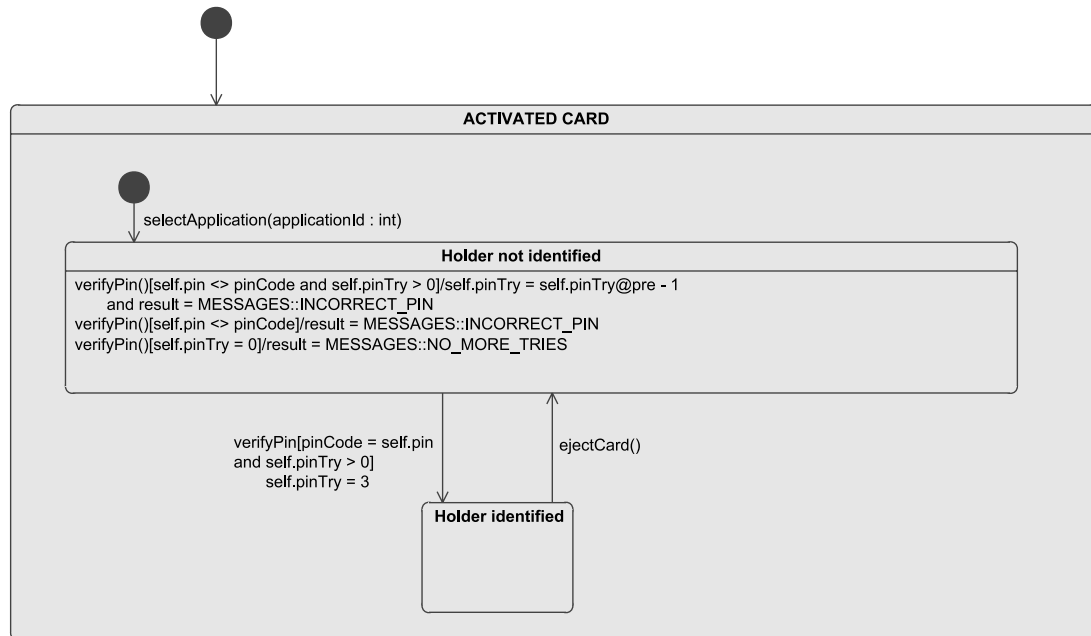 ACTIVATED CARD
selectApplication(applicationId : int)
Holder not identified
verifyPin()[self.pin <> pinCode and self.pinTry > 0]/self.pinTry = self.pinTry@pre - 1
and result = MESSAGES::INCORRECT_PIN
verifyPin()[self.pin <> pinCode]/result = MESSAGES::INCORRECT_PIN
verifyPin()[self.pinTry = 0]/result = MESSAGES::NO_MORE_TRIES
verifyPin[pinCode = self.pin
and self.pinTry > 0]
self.pinTry = 3
ejectCard()
Holder identified